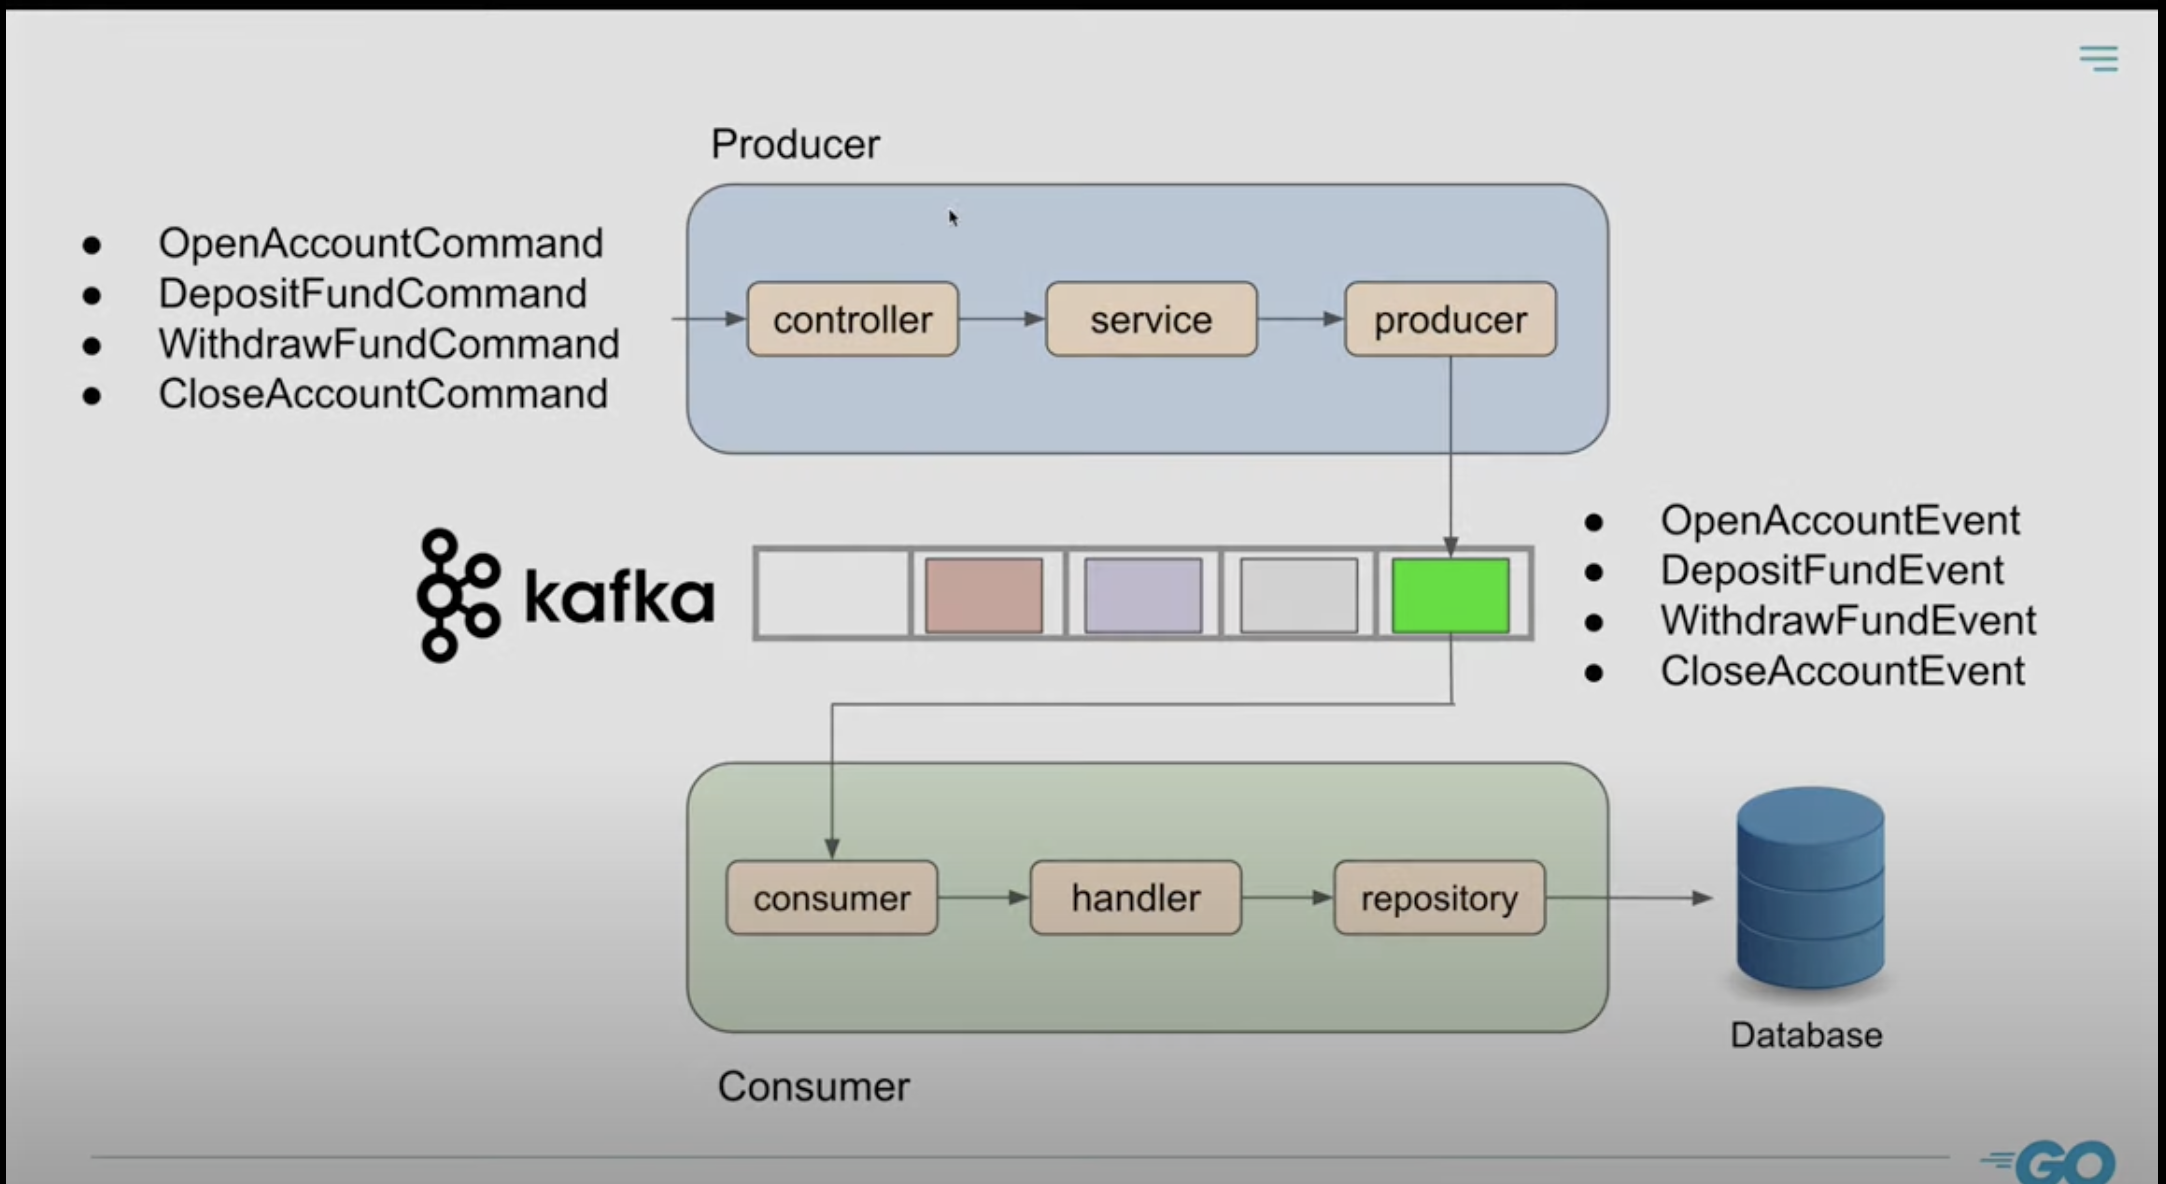 Producer
OpenAccountCommand
DepositFundCommand
WithdrawFundCommand
CloseAccountCommand
controller
service
producer
kafka
OpenAccountEvent
DepositFundEvent
WithdrawFundEvent
CloseAccountEvent
consumer
handler
repository
Database
Consumer
GO